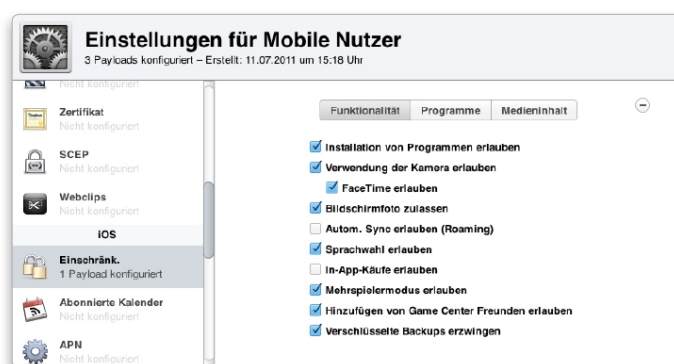 Einstellungen für Mobile Nutzer
3 Payloads konfiguriert – Erstellt: 11.07.2011 um 15:18 Uhr
Nicht konfiguriert
Zertifikat
Nicht konfiguriert
SCEP
Nicht konfiguriert
Webclips
Nicht konfiguriert
iOS
Einschränk.
1 Payload konfiguriert
Abonnierte Kalender
Nicht konfiguriert
APN
Nicht konfiguriert
Funktionalität Programme Medieninhalt
Installation von Programmen erlauben
Verwendung der Kamera erlauben
FaceTime erlauben
Bildschirmfoto zulassen
Autom. Sync erlauben (Roaming)
Sprachwahl erlauben
In-App-Käufe erlauben
Mehrspielermodus erlauben
Hinzufügen von Game Center Freunden erlauben
Verschlüsselte Backups erzwingen